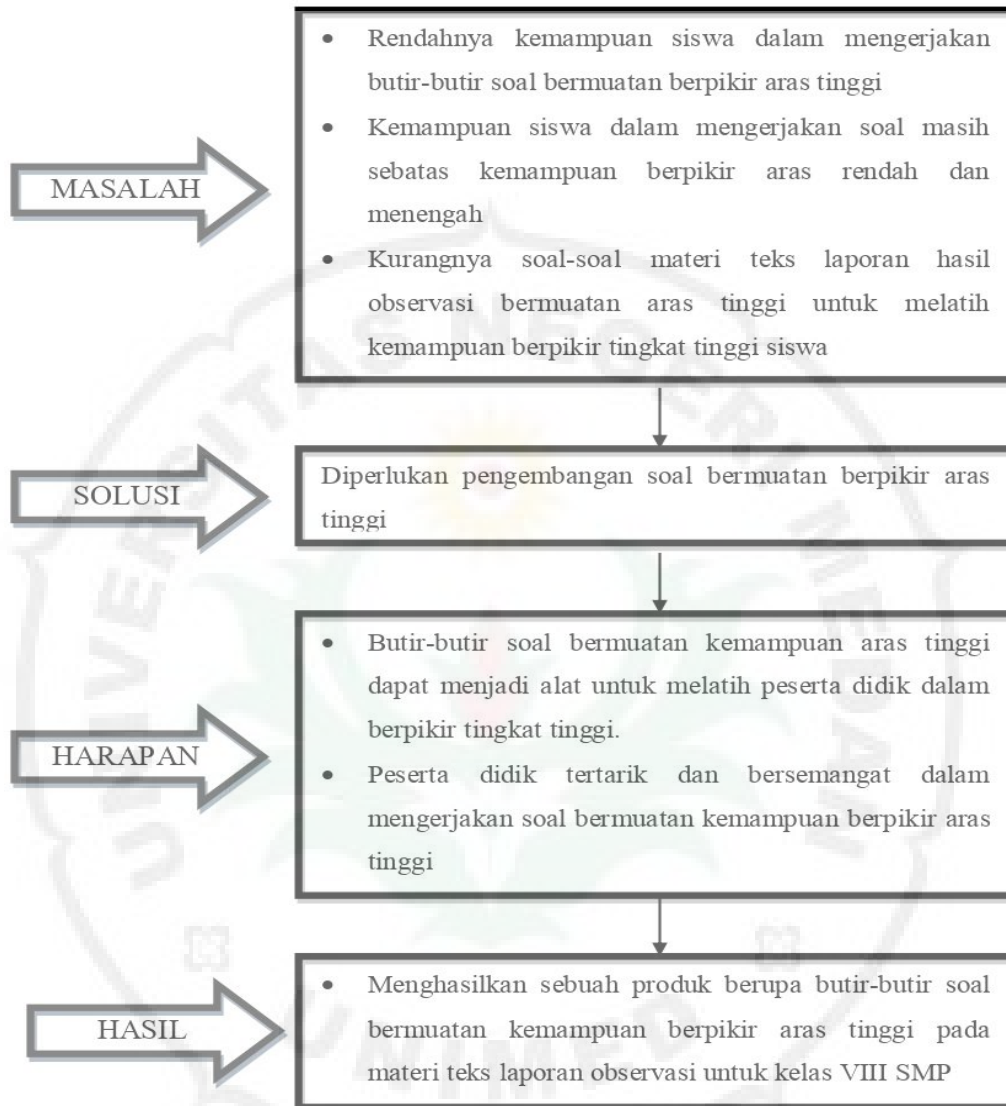 • Rendahnya kemampuan siswa dalam mengerjakan
butir-butir soal bermuatan berpikir aras tinggi
• Kemampuan siswa dalam mengerjakan soal masih
sebatas kemampuan berpikir aras rendah dan
menengah
• Kurangnya soal-soal materi teks laporan hasil
observasi bermuatan aras tinggi untuk melatih
kemampuan berpikir tingkat tinggi siswa
MASALAH
SOLUSI
Diperlukan pengembangan soal bermuatan berpikir aras
tinggi
HARAPAN
• Butir-butir soal bermuatan kemampuan aras tinggi
dapat menjadi alat untuk melatih peserta didik dalam
berpikir tingkat tinggi.
• Peserta didik tertarik dan bersemangat dalam
mengerjakan soal bermuatan kemampuan berpikir aras
tinggi
HASIL
• Menghasilkan sebuah produk berupa butir-butir soal
bermuatan kemampuan berpikir aras tinggi pada
materi teks laporan observasi untuk kelas VIII SMP
UNIVERSITAS NEGERI MEDAN
UNIMED